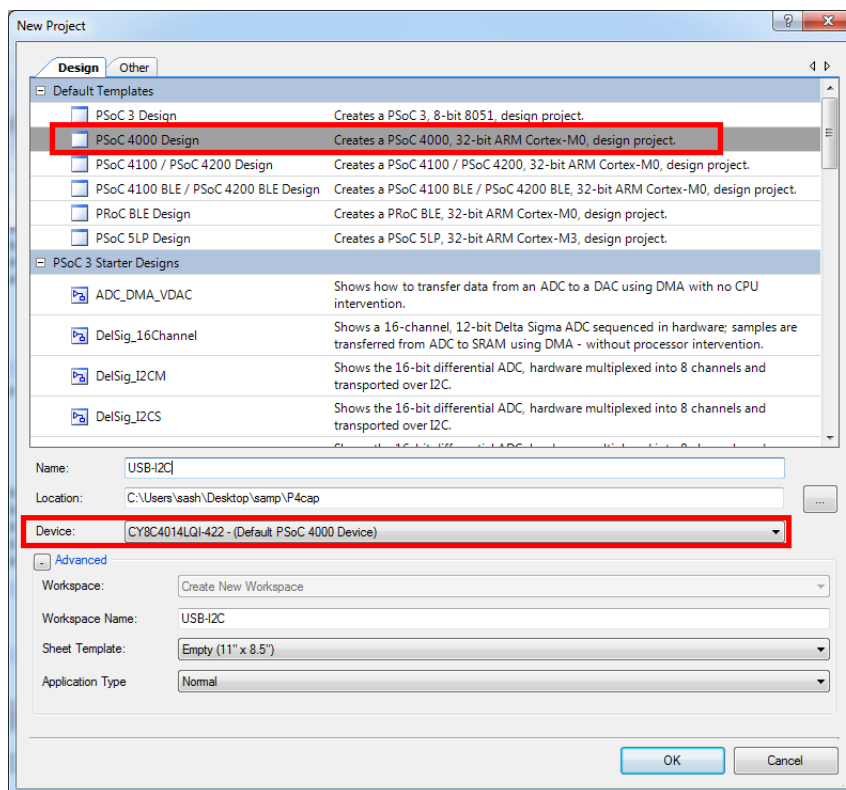 New Project
Design Other
Default Templates
PSoC 3 Design Creates a PSoC 3, 8-bit 8051, design project.
PSoC 4000 Design Creates a PSoC 4000, 32-bit ARM Cortex-M0, design project.
PSoC 4100 / PSoC 4200 Design Creates a PSoC 4100 / PSoC 4200, 32-bit ARM Cortex-M0, design project.
PSoC 4100 BLE / PSoC 4200 BLE Design Creates a PSoC 4100 BLE / PSoC 4200 BLE, 32-bit ARM Cortex-M0, design project.
PRoC BLE Design Creates a PRoC BLE, 32-bit ARM Cortex-M0, design project.
PSoC 5LP Design Creates a PSoC 5LP, 32-bit ARM Cortex-M3, design project.
PSoC 3 Starter Designs
ADC_DMA_VDAC Shows how to transfer data from an ADC to a DAC using DMA with no CPU
intervention.
DelSig_16Channel Shows a 16-channel, 12-bit Delta Sigma ADC sequenced in hardware; samples are
transferred from ADC to SRAM using DMA - without processor intervention.
DelSig_I2CM Shows the 16-bit differential ADC, hardware multiplexed into 8 channels and
transported over I2C.
DelSig_I2CS Shows the 16-bit differential ADC, hardware multiplexed into 8 channels and
transported over I2C.
Name: USB-I2C
Location: C:\Users\sash\Desktop\samp\P4cap
...
Device: CY8C4014LQI-422 - (Default PSoC 4000 Device)
Advanced
Workspace: Create New Workspace
Workspace Name: USB-I2C
Sheet Template: Empty (11" x 8.5")
Application Type Normal
OK Cancel